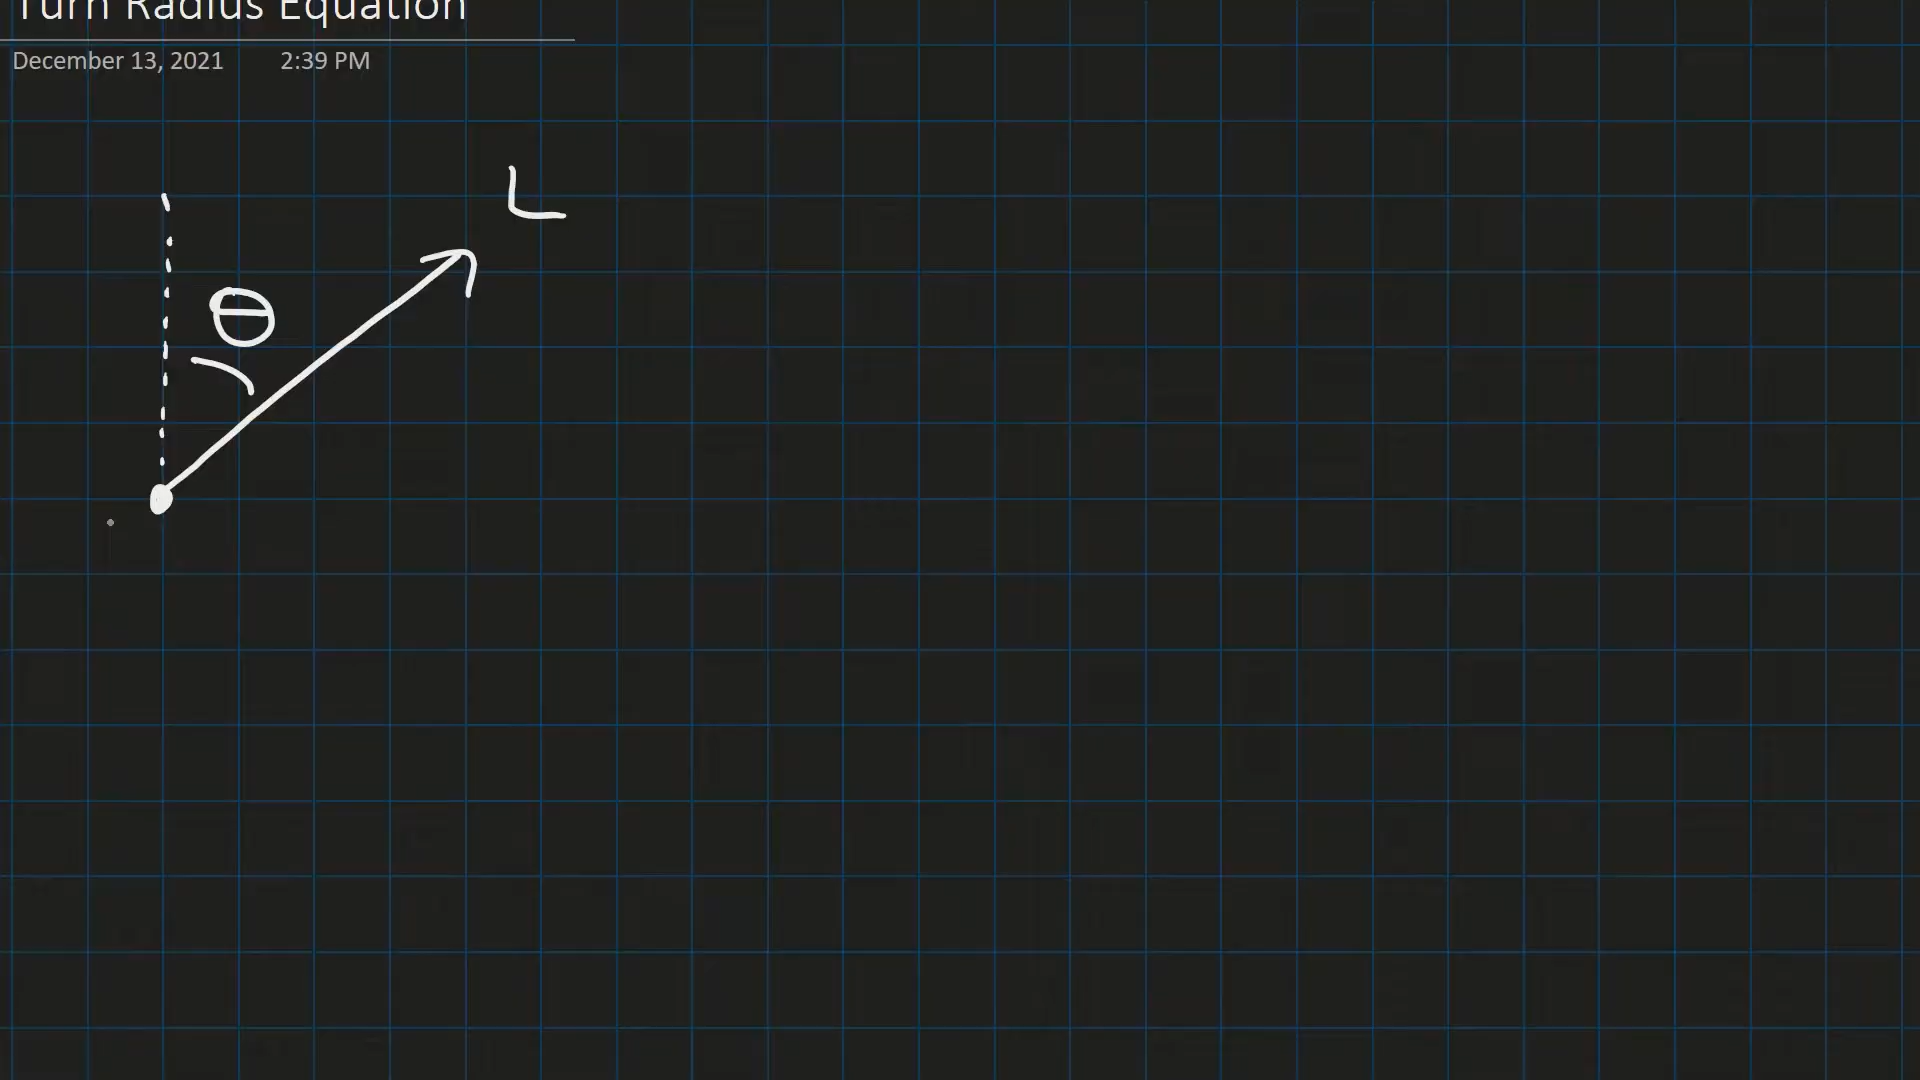 Turn Radius Equation
December 13, 2021 2:39 PM
L
θ